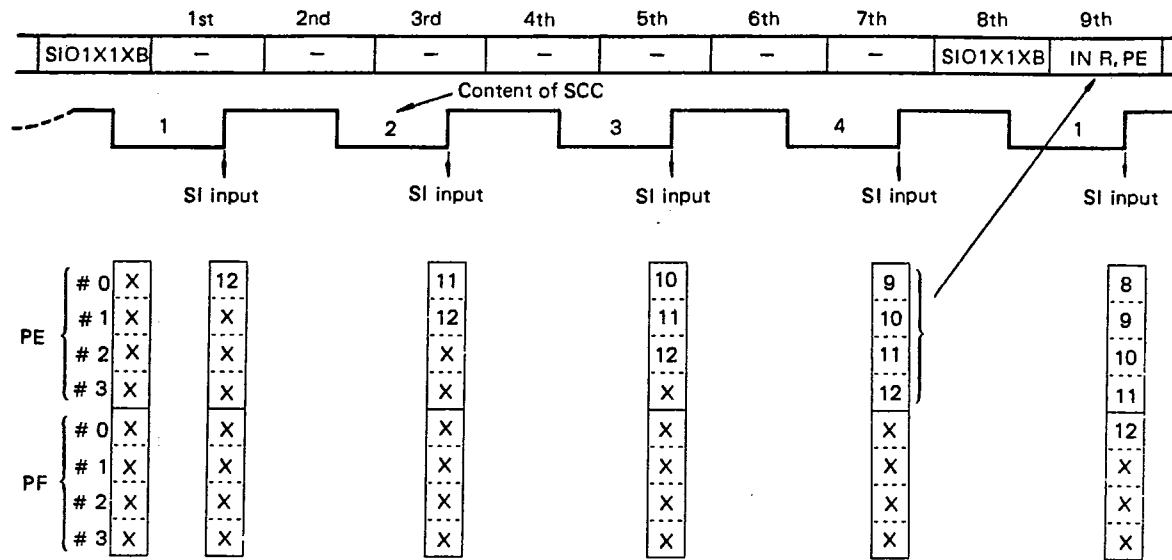 1st 2nd 3rd 4th 5th 6th 7th 8th 9th
SIO1X1XB – – – – – – – SIO1X1XB IN R, PE
Content of SCC
1 2 3 4 1
SI input SI input SI input SI input SI input
# 0 X 12 11 10 9 8
# 1 X X 12 11 10 9
PE
# 2 X X X 12 11 10
# 3 X X X X 12 11
# 0 X X X X X 12
# 1 X X X X X X
PF
# 2 X X X X X X
# 3 X X X X X X